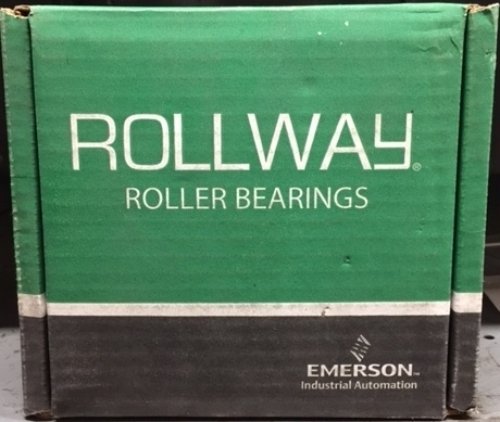 ROLLWAY®
ROLLER BEARINGS
EMERSON™
Industrial Automation